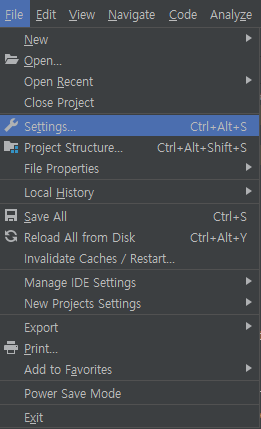 File Edit View Navigate Code Analyze
New
Open...
Open Recent
Close Project
Settings... Ctrl+Alt+S
Project Structure... Ctrl+Alt+Shift+S
File Properties
Local History
Save All Ctrl+S
Reload All from Disk Ctrl+Alt+Y
Invalidate Caches / Restart...
Manage IDE Settings
New Projects Settings
Export
Print...
Add to Favorites
Power Save Mode
Exit